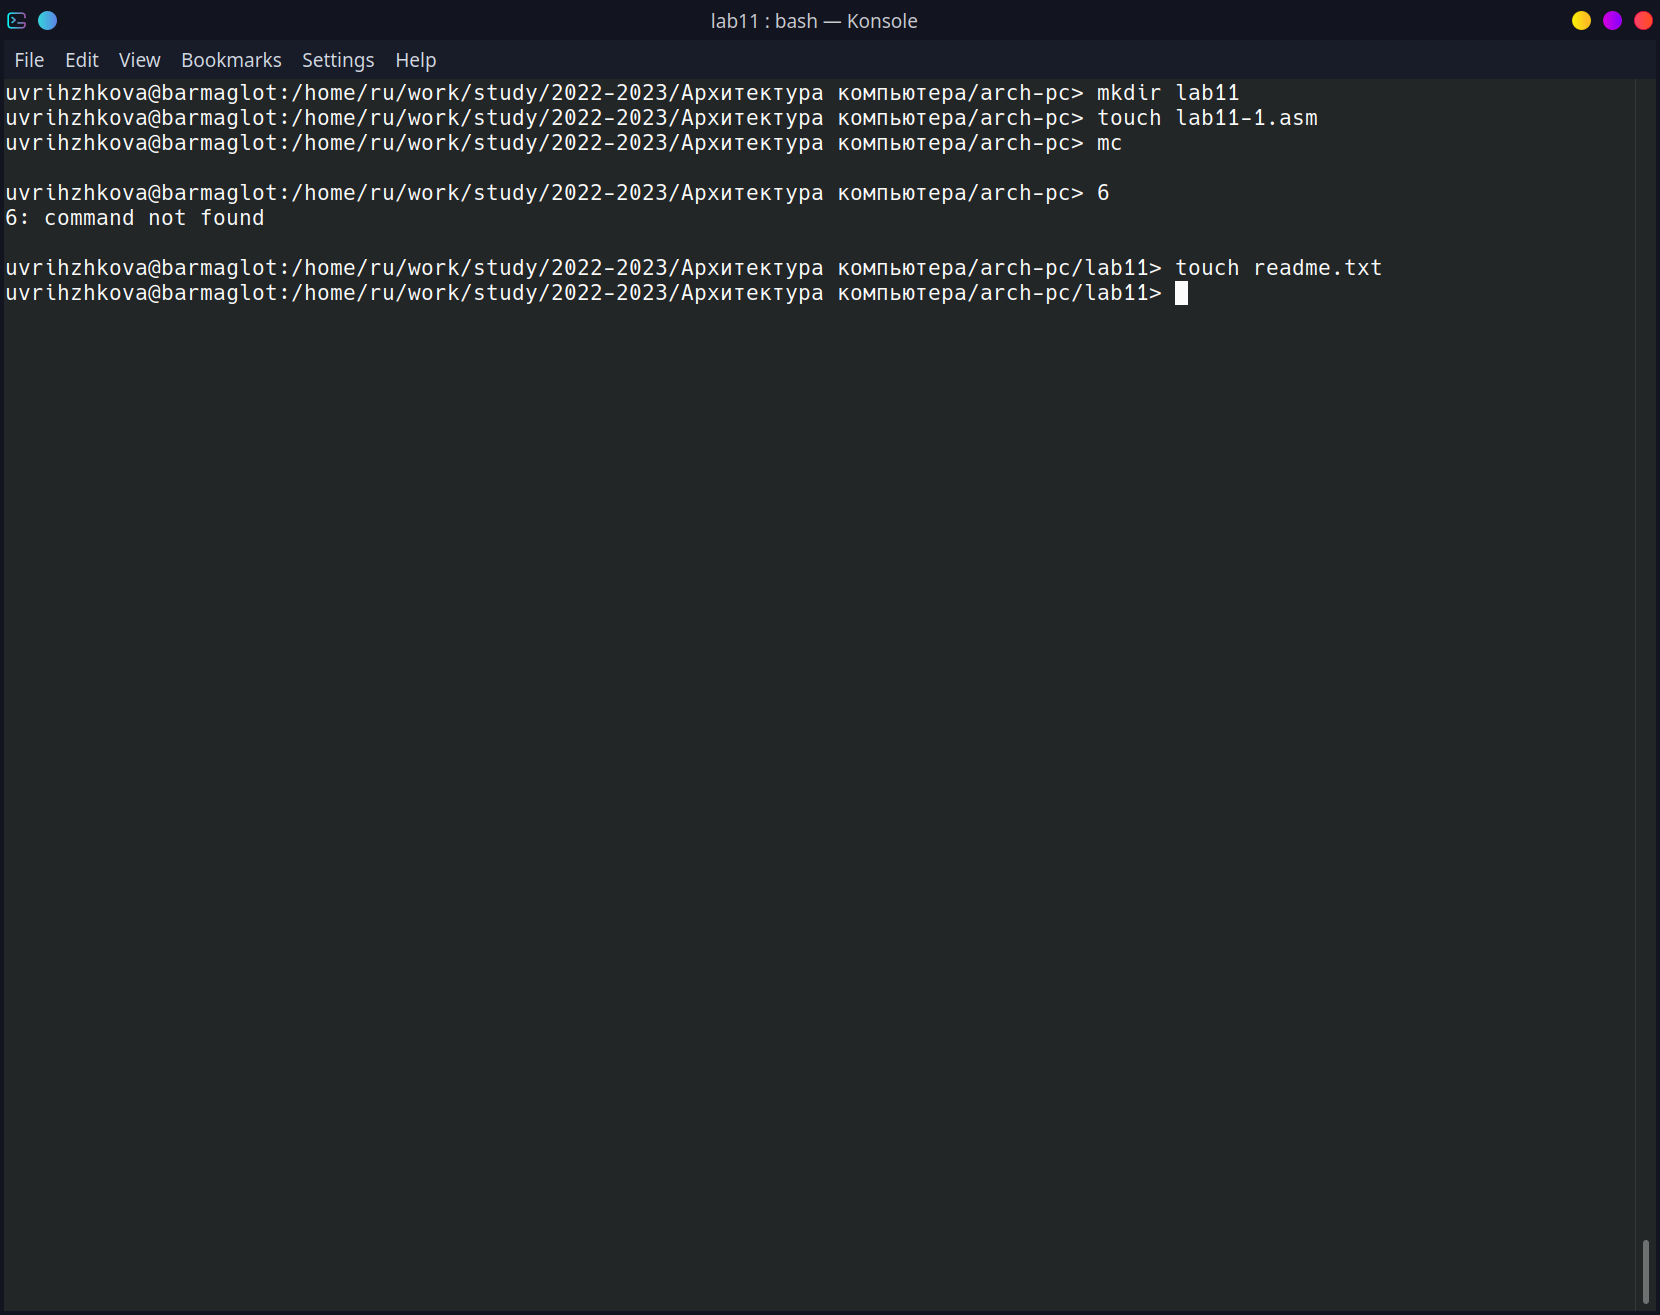 lab11 : bash — Konsole
File Edit View Bookmarks Settings Help
uvrihzhkova@barmaglot:/home/ru/work/study/2022-2023/Архитектура компьютера/arch-pc> mkdir lab11
uvrihzhkova@barmaglot:/home/ru/work/study/2022-2023/Архитектура компьютера/arch-pc> touch lab11-1.asm
uvrihzhkova@barmaglot:/home/ru/work/study/2022-2023/Архитектура компьютера/arch-pc> mc
uvrihzhkova@barmaglot:/home/ru/work/study/2022-2023/Архитектура компьютера/arch-pc> 6
6: command not found
uvrihzhkova@barmaglot:/home/ru/work/study/2022-2023/Архитектура компьютера/arch-pc/lab11> touch readme.txt
uvrihzhkova@barmaglot:/home/ru/work/study/2022-2023/Архитектура компьютера/arch-pc/lab11>